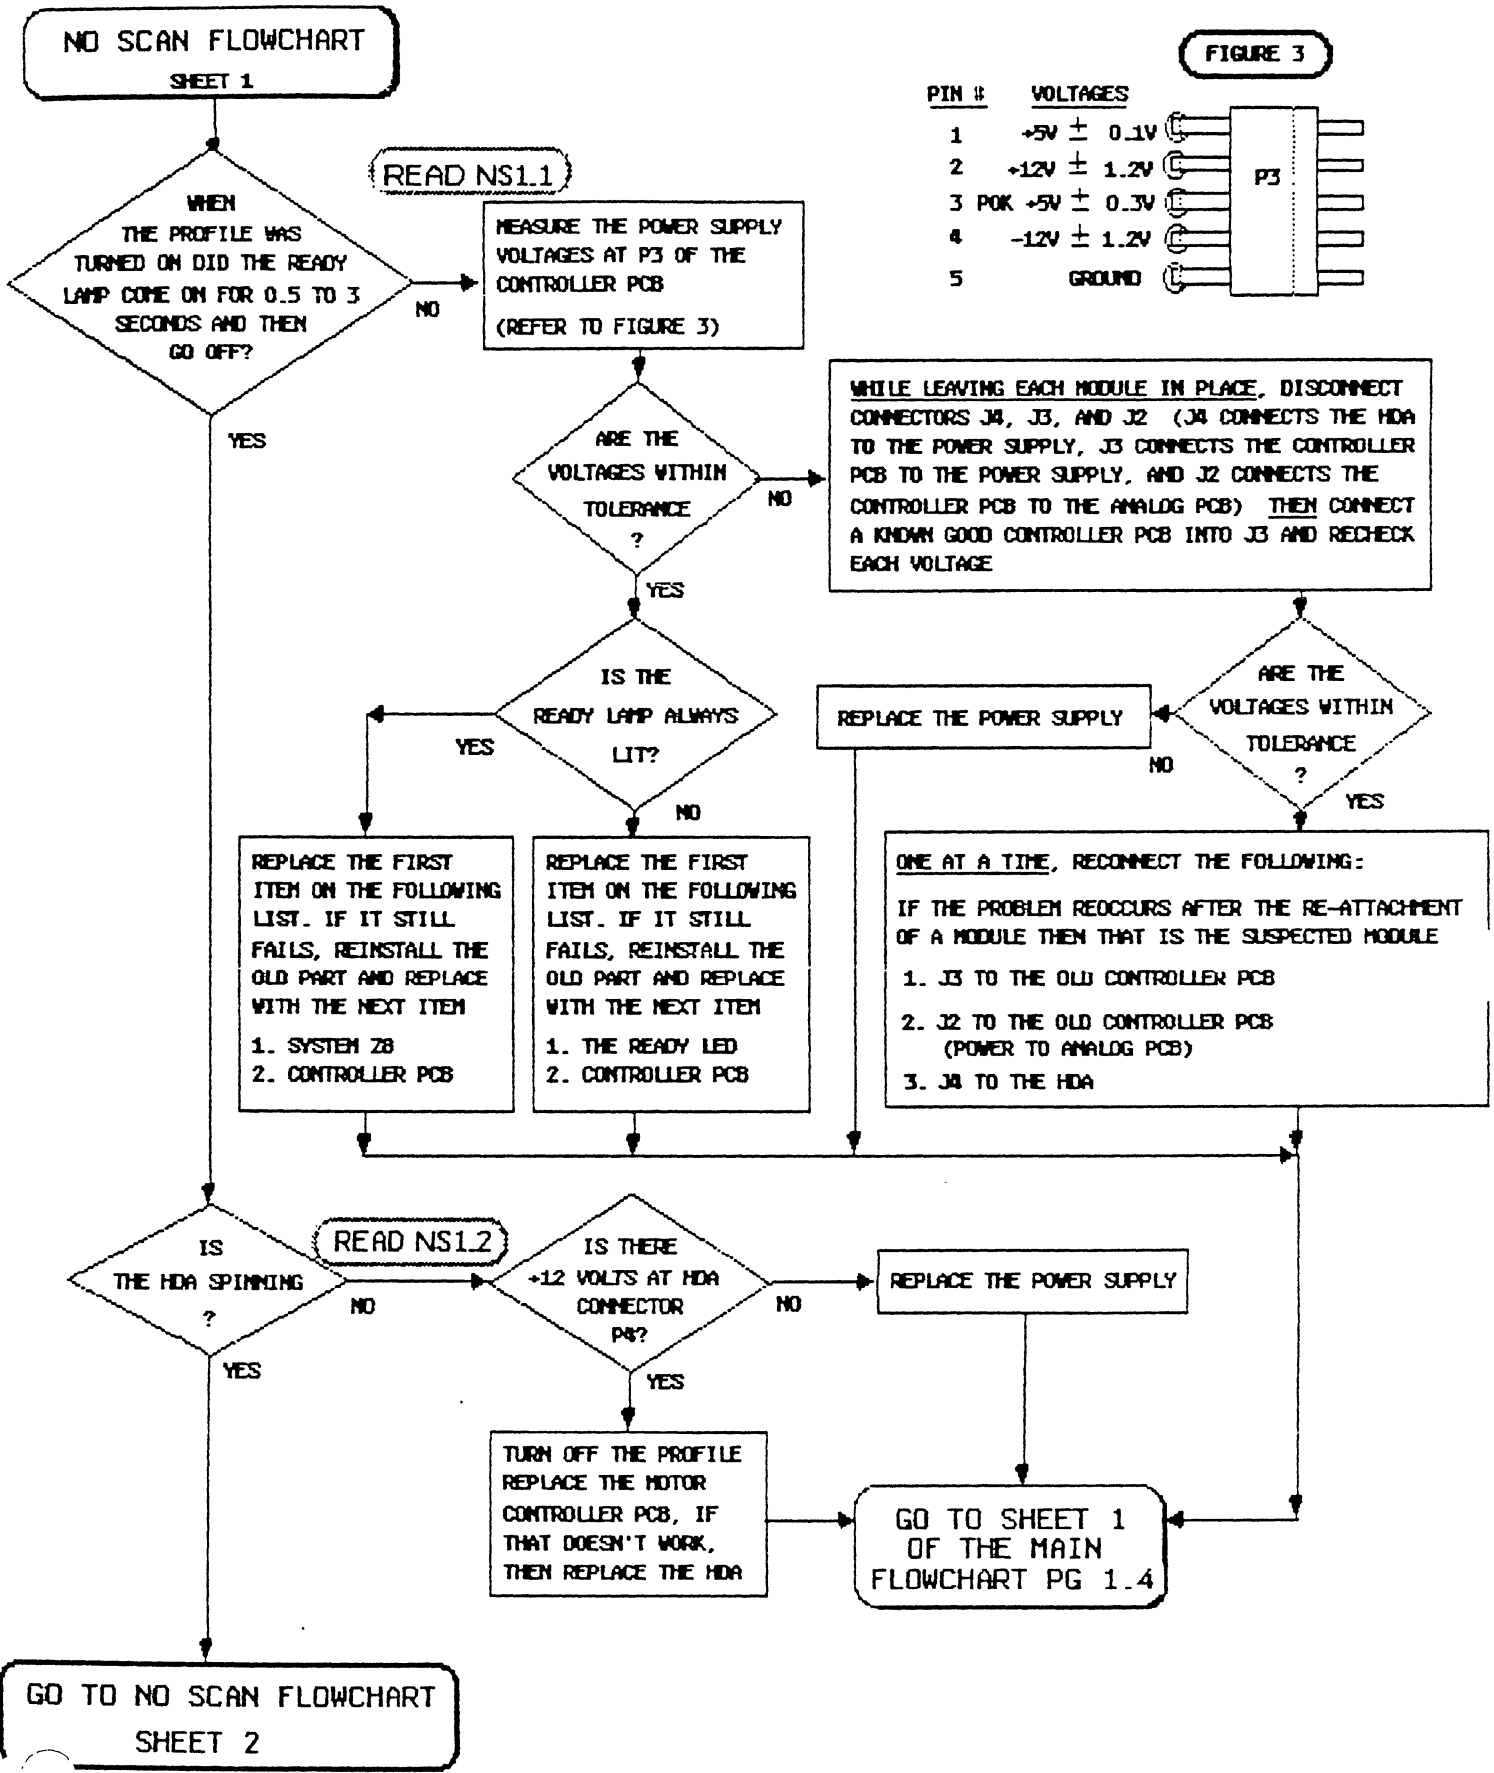 NO SCAN FLOWCHART
SHEET 1
FIGURE 3
PIN # VOLTAGES
1 +5V ± 0.1V
2 +12V ± 1.2V
3 POK +5V ± 0.3V
4 -12V ± 1.2V
5 GROUND
P3
READ NS1.1
WHEN
THE PROFILE WAS
TURNED ON DID THE READY
LAMP COME ON FOR 0.5 TO 3
SECONDS AND THEN
GO OFF?
NO
YES
MEASURE THE POWER SUPPLY
VOLTAGES AT P3 OF THE
CONTROLLER PCB
(REFER TO FIGURE 3)
ARE THE
VOLTAGES WITHIN
TOLERANCE
?
NO
YES
WHILE LEAVING EACH MODULE IN PLACE, DISCONNECT
CONNECTORS J4, J3, AND J2 (J4 CONNECTS THE HDA
TO THE POWER SUPPLY, J3 CONNECTS THE CONTROLLER
PCB TO THE POWER SUPPLY, AND J2 CONNECTS THE
CONTROLLER PCB TO THE ANALOG PCB) THEN CONNECT
A KNOWN GOOD CONTROLLER PCB INTO J3 AND RECHECK
EACH VOLTAGE
IS THE
READY LAMP ALWAYS
LIT?
YES
NO
ARE THE
VOLTAGES WITHIN
TOLERANCE
?
NO
YES
REPLACE THE POWER SUPPLY
REPLACE THE FIRST
ITEM ON THE FOLLOWING
LIST. IF IT STILL
FAILS, REINSTALL THE
OLD PART AND REPLACE
WITH THE NEXT ITEM
1. SYSTEM Z8
2. CONTROLLER PCB
REPLACE THE FIRST
ITEM ON THE FOLLOWING
LIST. IF IT STILL
FAILS, REINSTALL THE
OLD PART AND REPLACE
WITH THE NEXT ITEM
1. THE READY LED
2. CONTROLLER PCB
ONE AT A TIME, RECONNECT THE FOLLOWING:
IF THE PROBLEM REOCCURS AFTER THE RE-ATTACHMENT
OF A MODULE THEN THAT IS THE SUSPECTED MODULE
1. J3 TO THE OLD CONTROLLER PCB
2. J2 TO THE OLD CONTROLLER PCB
(POWER TO ANALOG PCB)
3. J4 TO THE HDA
IS
THE HDA SPINNING
?
NO
YES
READ NS1.2
IS THERE
+12 VOLTS AT HDA
CONNECTOR
P4?
NO
YES
REPLACE THE POWER SUPPLY
TURN OFF THE PROFILE
REPLACE THE MOTOR
CONTROLLER PCB, IF
THAT DOESN'T WORK,
THEN REPLACE THE HDA
GO TO SHEET 1
OF THE MAIN
FLOWCHART PG 1.4
GO TO NO SCAN FLOWCHART
SHEET 2